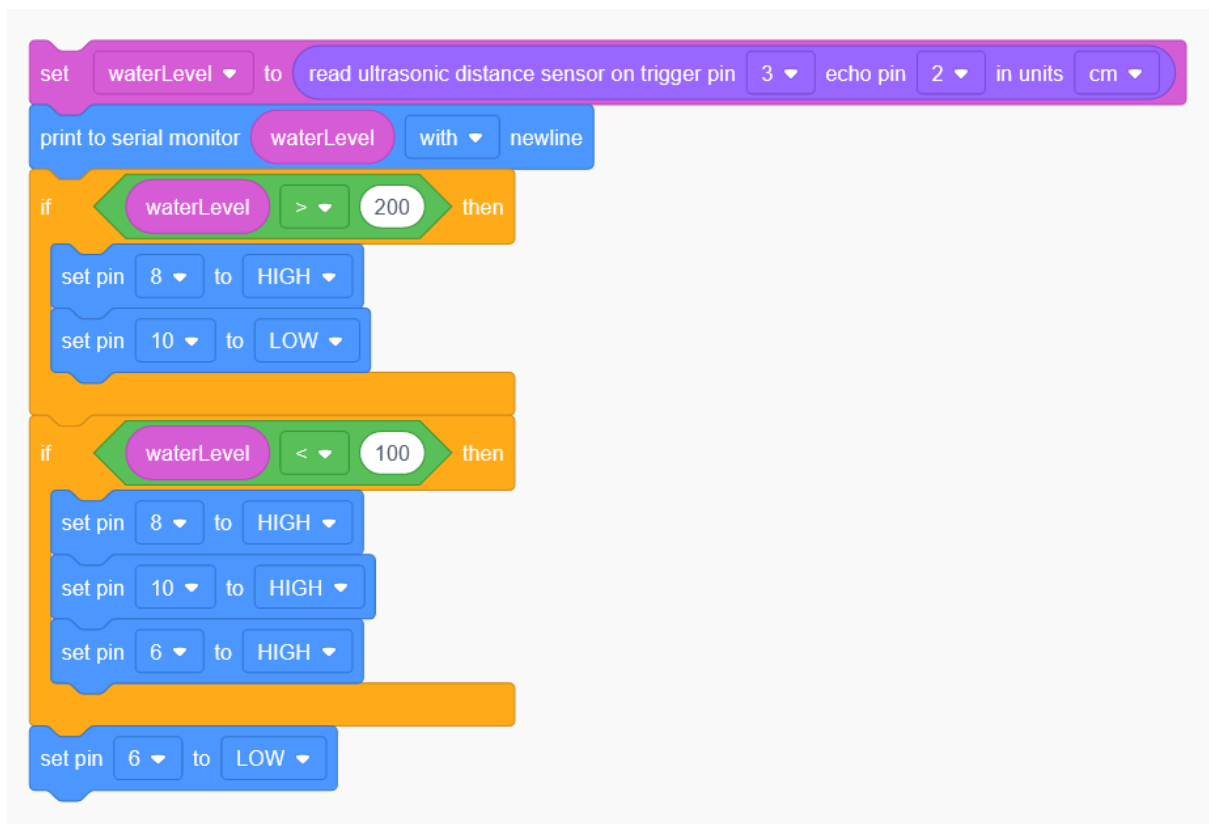 set waterLevel to read ultrasonic distance sensor on trigger pin 3 echo pin 2 in units cm
print to serial monitor waterLevel with newline
if waterLevel > 200 then
set pin 8 to HIGH
set pin 10 to LOW
if waterLevel < 100 then
set pin 8 to HIGH
set pin 10 to HIGH
set pin 6 to HIGH
set pin 6 to LOW